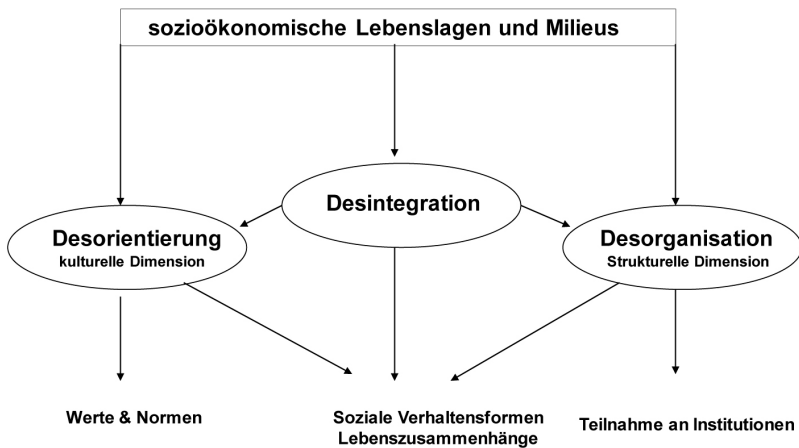 sozioökonomische Lebenslagen und Milieus
Desintegration
Desorientierung
kulturelle Dimension
Desorganisation
Strukturelle Dimension
Werte & Normen
Soziale Verhaltensformen
Lebenszusammenhänge
Teilnahme an Institutionen